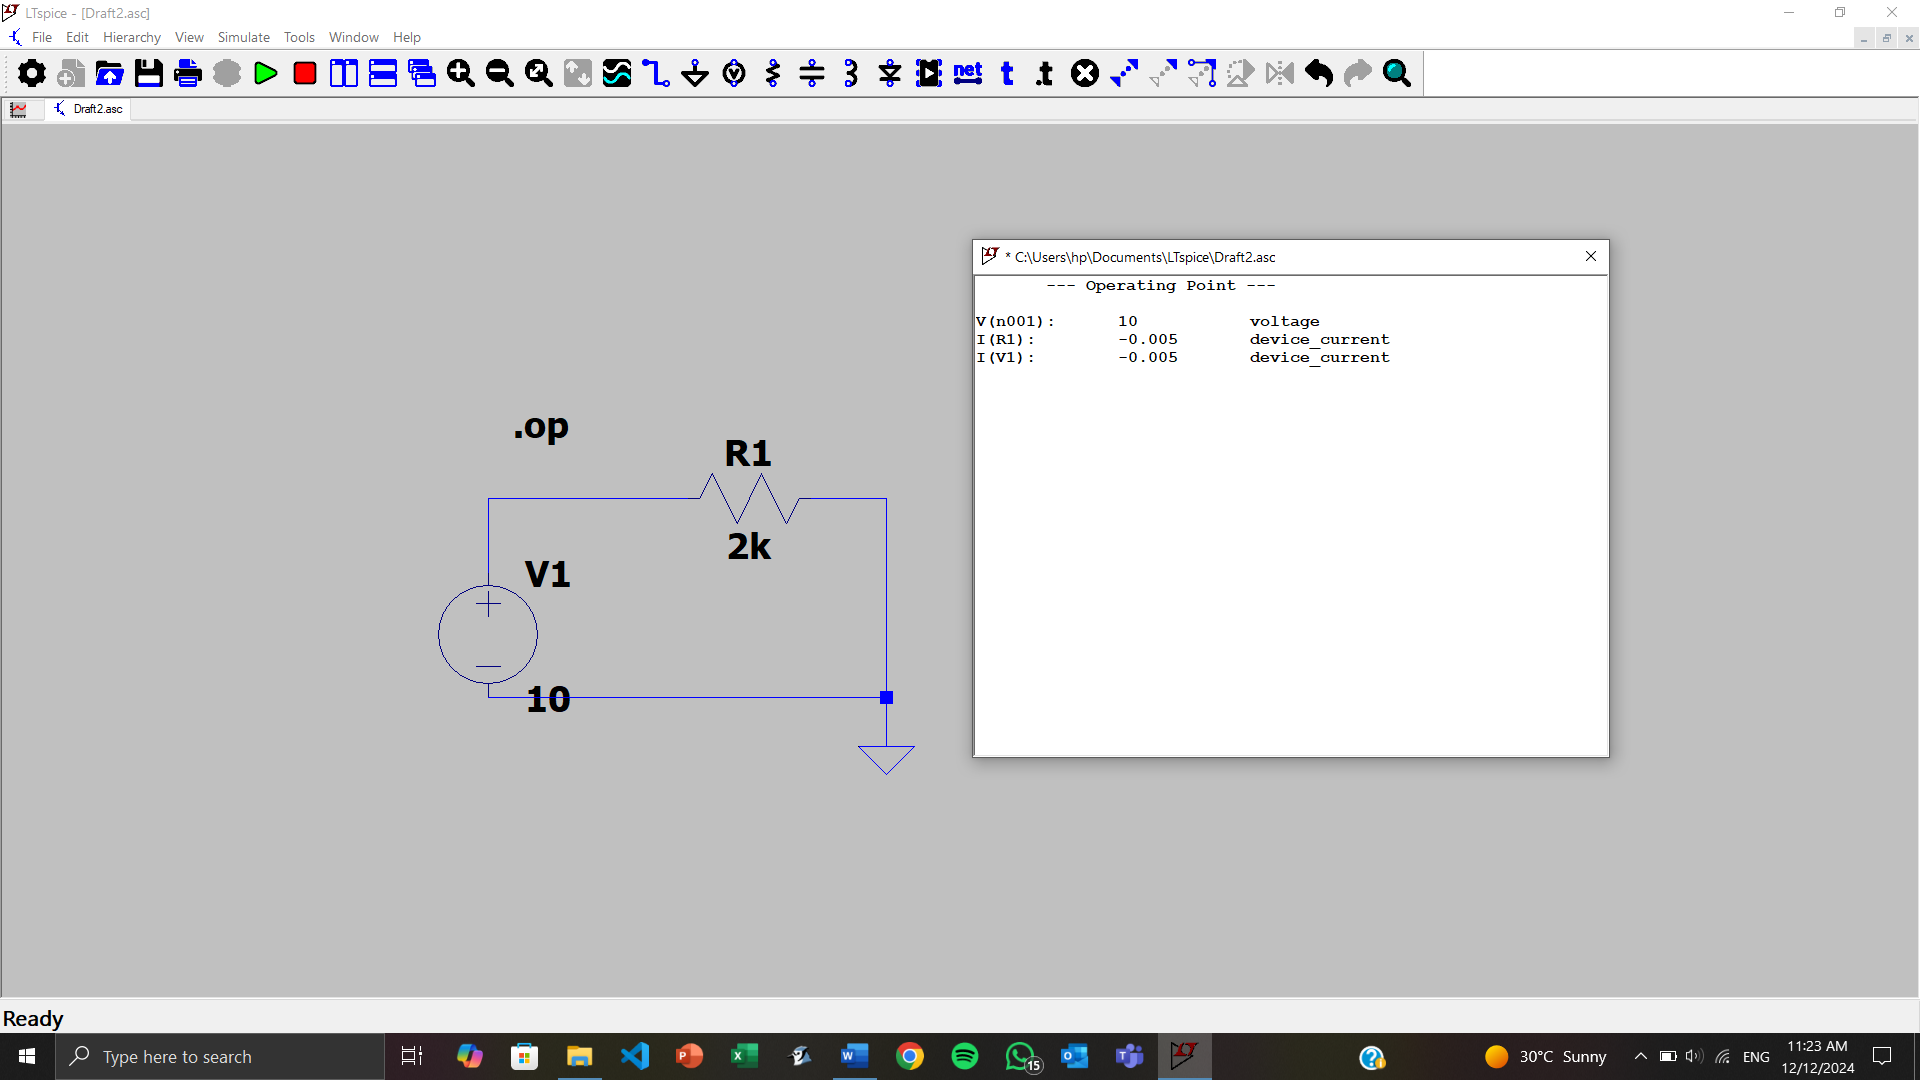 LTspice - [Draft2.asc]
File Edit Hierarchy View Simulate Tools Window Help
net t .t
Draft2.asc
* C:\Users\hp\Documents\LTspice\Draft2.asc
--- Operating Point ---
V(n001): 10 voltage
I(R1): -0.005 device_current
I(V1): -0.005 device_current
.op
R1
2k
V1
10
Ready
Type here to search
15
30°C Sunny
ENG
11:23 AM
12/12/2024